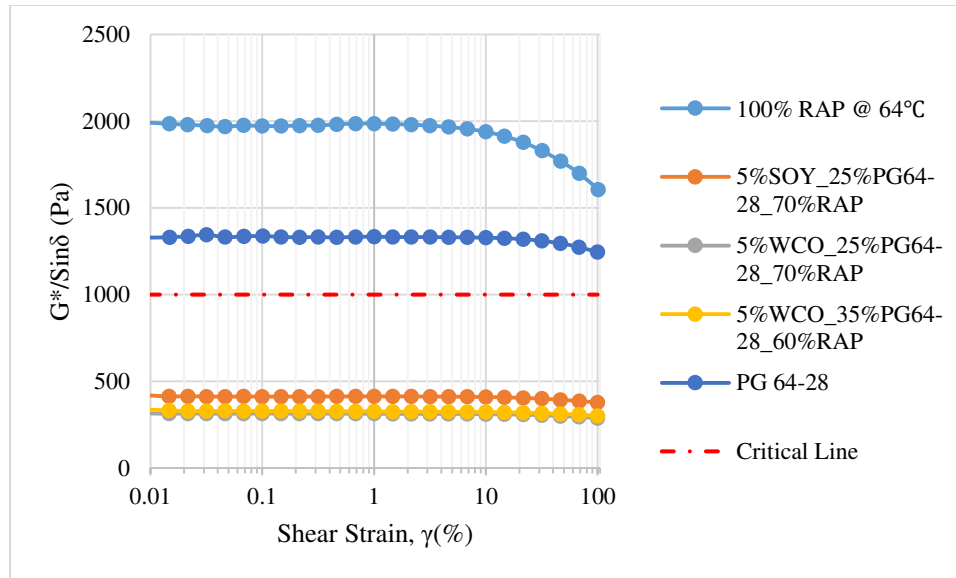 2500
2000
1500
1000
500
0
G*/Sinδ (Pa)
0.01 0.1 1 10 100
Shear Strain, γ(%)
100% RAP @ 64℃
5%SOY_25%PG64-
28_70%RAP
5%WCO_25%PG64-
28_70%RAP
5%WCO_35%PG64-
28_60%RAP
PG 64-28
Critical Line